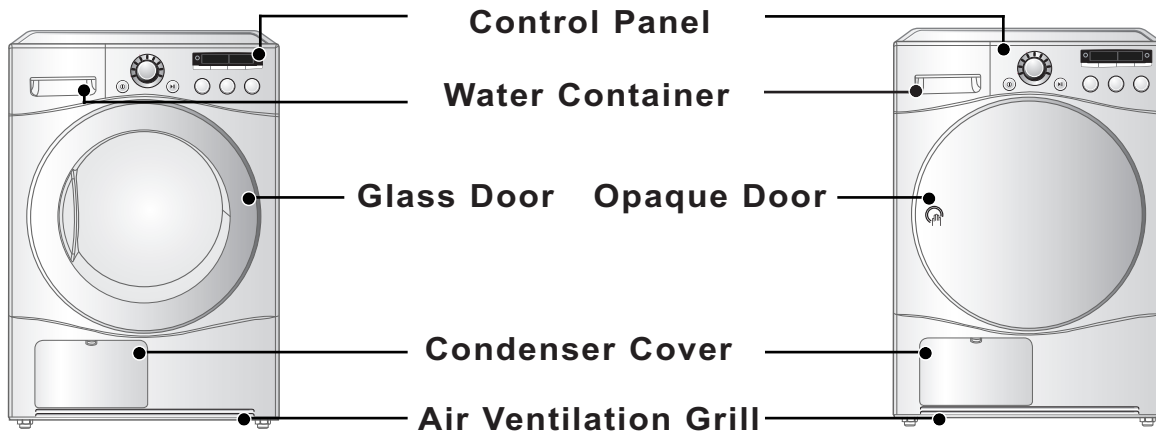 Control Panel
Water Container
Glass Door Opaque Door
Condenser Cover
Air Ventilation Grill